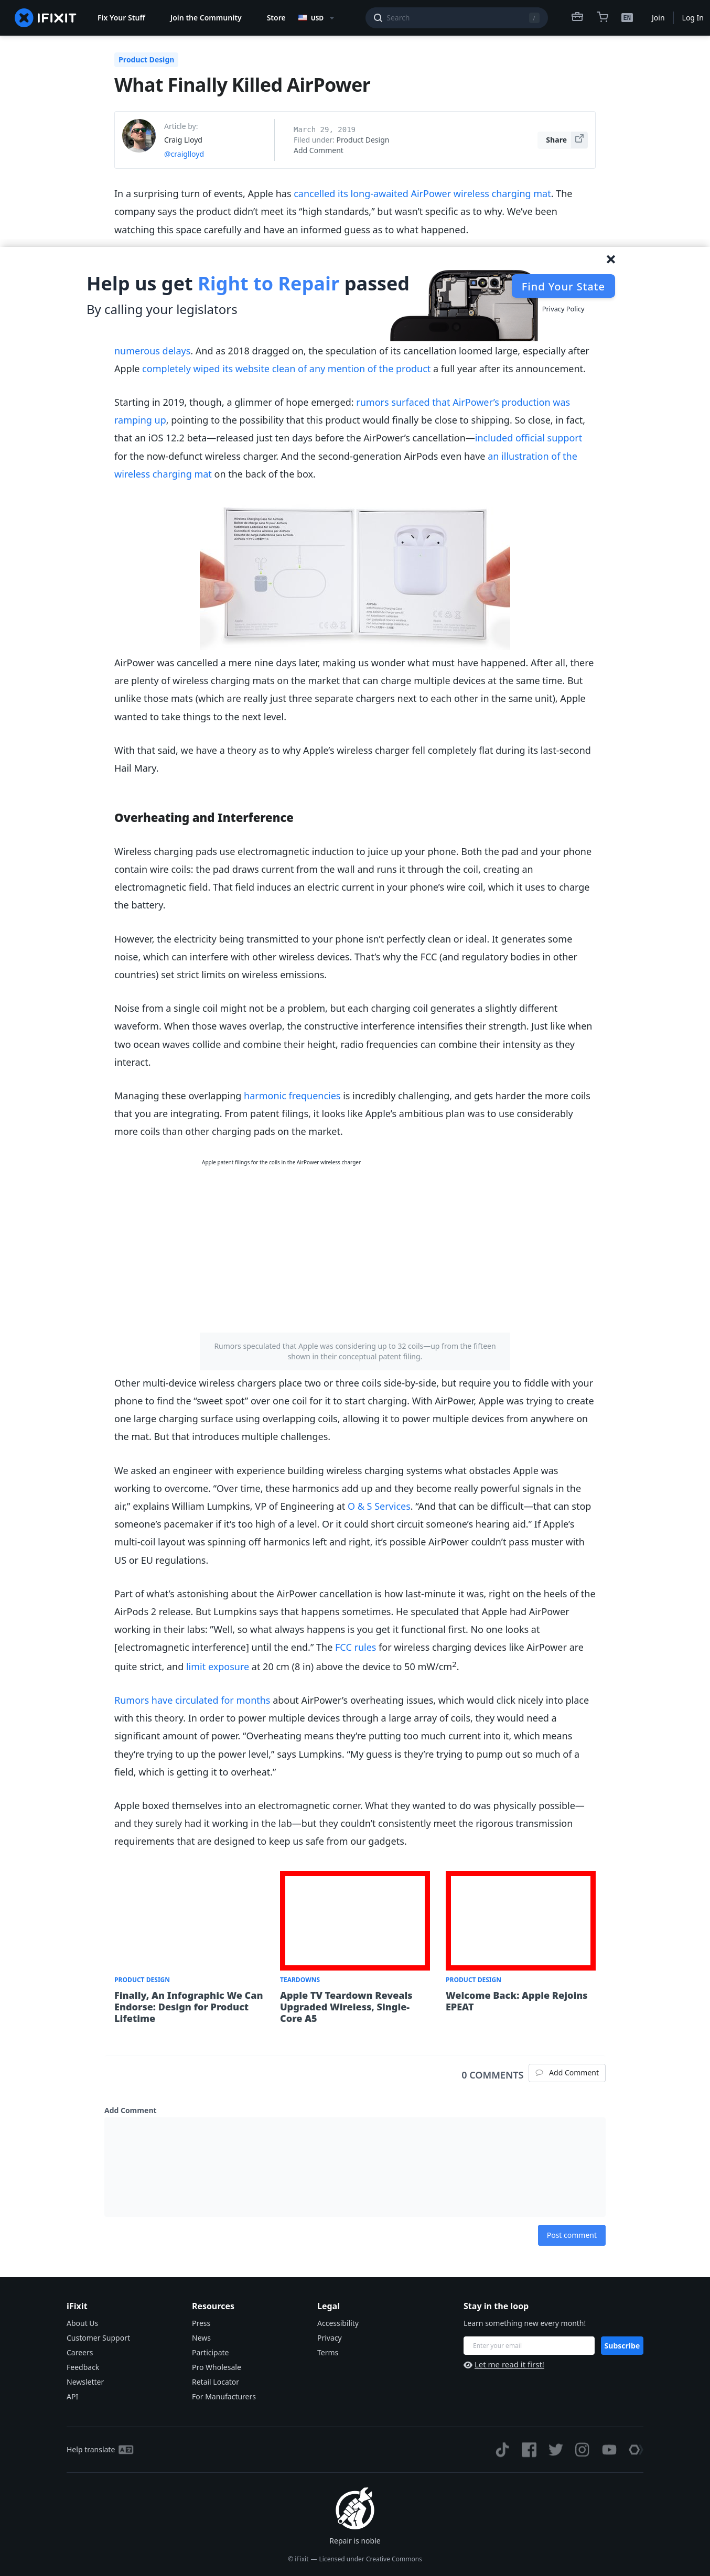 IFIXIT
Fix Your Stuff
Join the Community
Store
USD
Search
/
EN
Join
Log In
Product Design
What Finally Killed AirPower
Article by:
Craig Lloyd
@craiglloyd
March 29, 2019
Filed under: Product Design
Add Comment
Share
In a surprising turn of events, Apple has cancelled its long-awaited AirPower wireless charging mat. The
company says the product didn’t meet its “high standards,” but wasn’t specific as to why. We’ve been
watching this space carefully and have an informed guess as to what happened.
Help us get Right to Repair passed
By calling your legislators
Find Your State
Privacy Policy
numerous delays. And as 2018 dragged on, the speculation of its cancellation loomed large, especially after
Apple completely wiped its website clean of any mention of the product a full year after its announcement.
Starting in 2019, though, a glimmer of hope emerged: rumors surfaced that AirPower’s production was
ramping up, pointing to the possibility that this product would finally be close to shipping. So close, in fact,
that an iOS 12.2 beta—released just ten days before the AirPower’s cancellation—included official support
for the now-defunct wireless charger. And the second-generation AirPods even have an illustration of the
wireless charging mat on the back of the box.
AirPower was cancelled a mere nine days later, making us wonder what must have happened. After all, there
are plenty of wireless charging mats on the market that can charge multiple devices at the same time. But
unlike those mats (which are really just three separate chargers next to each other in the same unit), Apple
wanted to take things to the next level.
With that said, we have a theory as to why Apple’s wireless charger fell completely flat during its last-second
Hail Mary.
Overheating and Interference
Wireless charging pads use electromagnetic induction to juice up your phone. Both the pad and your phone
contain wire coils: the pad draws current from the wall and runs it through the coil, creating an
electromagnetic field. That field induces an electric current in your phone’s wire coil, which it uses to charge
the battery.
However, the electricity being transmitted to your phone isn’t perfectly clean or ideal. It generates some
noise, which can interfere with other wireless devices. That’s why the FCC (and regulatory bodies in other
countries) set strict limits on wireless emissions.
Noise from a single coil might not be a problem, but each charging coil generates a slightly different
waveform. When those waves overlap, the constructive interference intensifies their strength. Just like when
two ocean waves collide and combine their height, radio frequencies can combine their intensity as they
interact.
Managing these overlapping harmonic frequencies is incredibly challenging, and gets harder the more coils
that you are integrating. From patent filings, it looks like Apple’s ambitious plan was to use considerably
more coils than other charging pads on the market.
Apple patent filings for the coils in the AirPower wireless charger
Rumors speculated that Apple was considering up to 32 coils—up from the fifteen
shown in their conceptual patent filing.
Other multi-device wireless chargers place two or three coils side-by-side, but require you to fiddle with your
phone to find the “sweet spot” over one coil for it to start charging. With AirPower, Apple was trying to create
one large charging surface using overlapping coils, allowing it to power multiple devices from anywhere on
the mat. But that introduces multiple challenges.
We asked an engineer with experience building wireless charging systems what obstacles Apple was
working to overcome. “Over time, these harmonics add up and they become really powerful signals in the
air,” explains William Lumpkins, VP of Engineering at O & S Services. “And that can be difficult—that can stop
someone’s pacemaker if it’s too high of a level. Or it could short circuit someone’s hearing aid.” If Apple’s
multi-coil layout was spinning off harmonics left and right, it’s possible AirPower couldn’t pass muster with
US or EU regulations.
Part of what’s astonishing about the AirPower cancellation is how last-minute it was, right on the heels of the
AirPods 2 release. But Lumpkins says that happens sometimes. He speculated that Apple had AirPower
working in their labs: “Well, so what always happens is you get it functional first. No one looks at
[electromagnetic interference] until the end.” The FCC rules for wireless charging devices like AirPower are
quite strict, and limit exposure at 20 cm (8 in) above the device to 50 mW/cm².
Rumors have circulated for months about AirPower’s overheating issues, which would click nicely into place
with this theory. In order to power multiple devices through a large array of coils, they would need a
significant amount of power. “Overheating means they’re putting too much current into it, which means
they’re trying to up the power level,” says Lumpkins. “My guess is they’re trying to pump out so much of a
field, which is getting it to overheat.”
Apple boxed themselves into an electromagnetic corner. What they wanted to do was physically possible—
and they surely had it working in the lab—but they couldn’t consistently meet the rigorous transmission
requirements that are designed to keep us safe from our gadgets.
PRODUCT DESIGN
Finally, An Infographic We Can
Endorse: Design for Product
Lifetime
TEARDOWNS
Apple TV Teardown Reveals
Upgraded Wireless, Single-
Core A5
PRODUCT DESIGN
Welcome Back: Apple Rejoins
EPEAT
0 COMMENTS
Add Comment
Add Comment
Post comment
iFixit
About Us
Customer Support
Careers
Feedback
Newsletter
API
Resources
Press
News
Participate
Pro Wholesale
Retail Locator
For Manufacturers
Legal
Accessibility
Privacy
Terms
Stay in the loop
Learn something new every month!
Enter your email
Subscribe
Let me read it first!
Help translate
Repair is noble
© iFixit — Licensed under Creative Commons